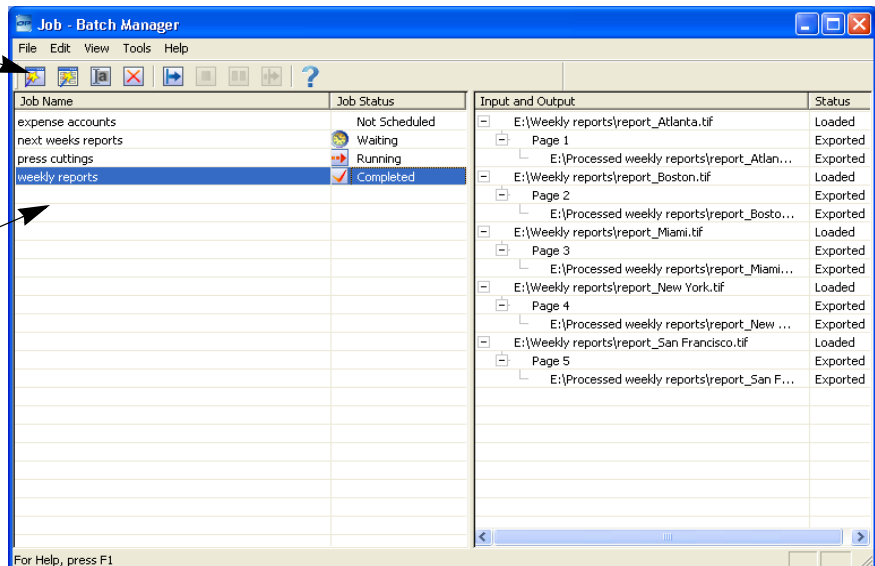 Job - Batch Manager
File Edit View Tools Help
Job Name Job Status
expense accounts Not Scheduled
next weeks reports Waiting
press cuttings Running
weekly reports Completed
Input and Output Status
E:\Weekly reports\report_Atlanta.tif Loaded
Page 1 Exported
E:\Processed weekly reports\report_Atlan... Exported
E:\Weekly reports\report_Boston.tif Loaded
Page 2 Exported
E:\Processed weekly reports\report_Bosto... Exported
E:\Weekly reports\report_Miami.tif Loaded
Page 3 Exported
E:\Processed weekly reports\report_Miami... Exported
E:\Weekly reports\report_New York.tif Loaded
Page 4 Exported
E:\Processed weekly reports\report_New ... Exported
E:\Weekly reports\report_San Francisco.tif Loaded
Page 5 Exported
E:\Processed weekly reports\report_San F... Exported
For Help, press F1